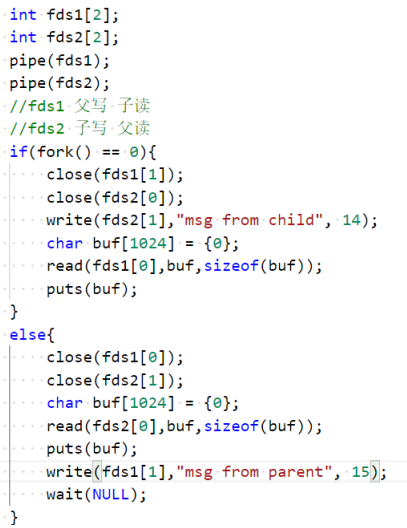 int fds1[2];
int fds2[2];
pipe(fds1);
pipe(fds2);
//fds1 父写 子读
//fds2 子写 父读
if(fork() == 0){
    close(fds1[1]);
    close(fds2[0]);
    write(fds2[1],"msg from child", 14);
    char buf[1024] = {0};
    read(fds1[0],buf,sizeof(buf));
    puts(buf);
}
else{
    close(fds1[0]);
    close(fds2[1]);
    char buf[1024] = {0};
    read(fds2[0],buf,sizeof(buf));
    puts(buf);
    write(fds1[1],"msg from parent", 15);
    wait(NULL);
}